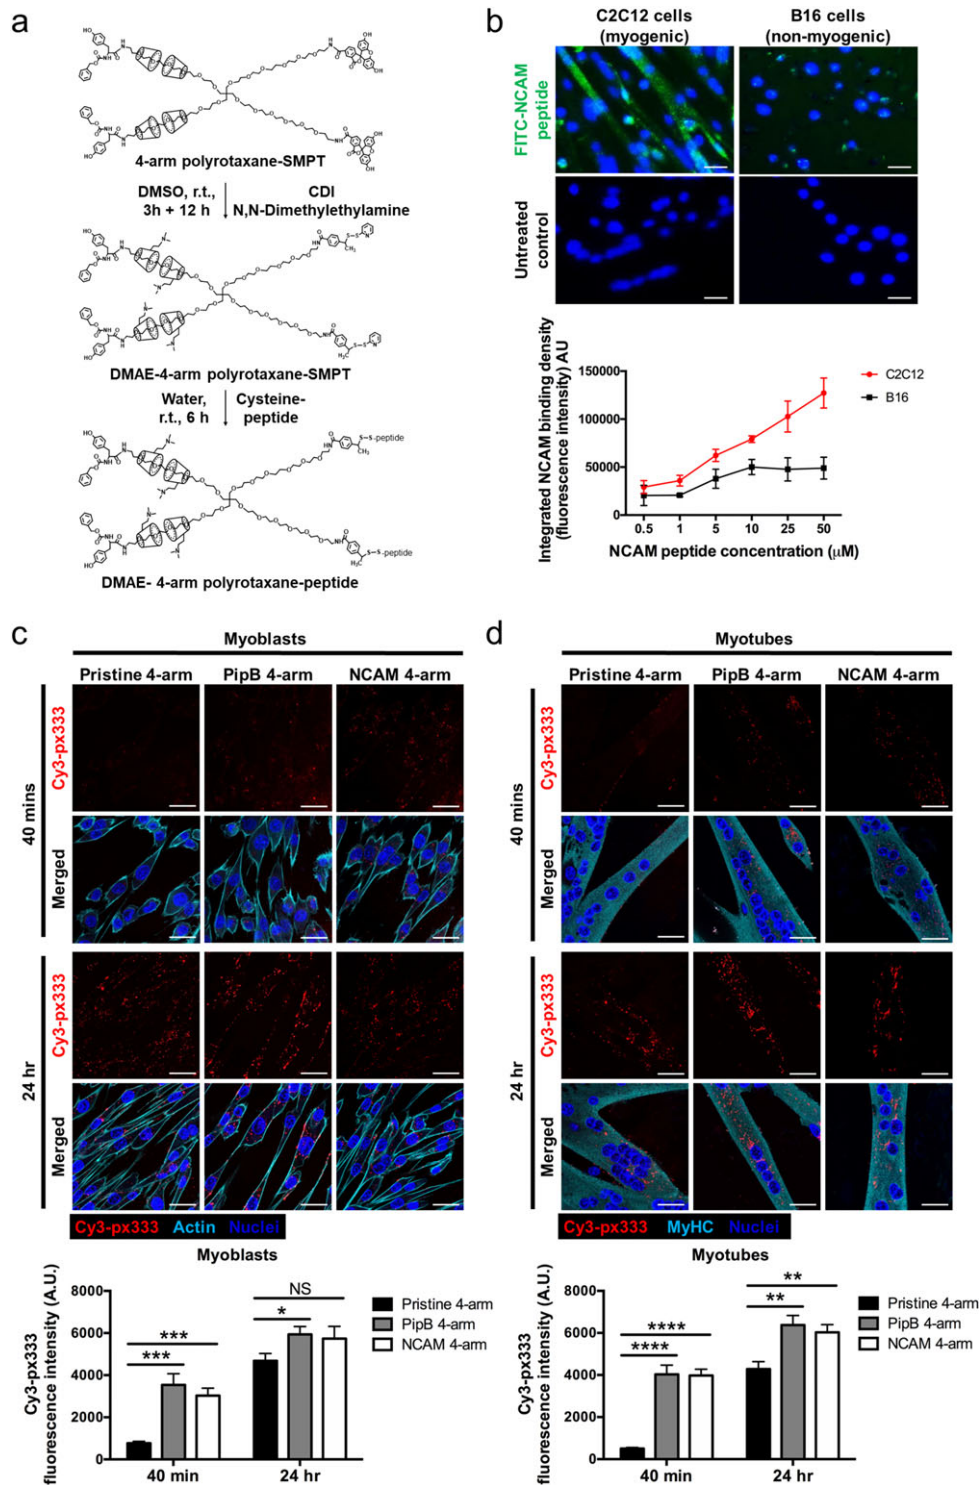 a
4-arm polyrotaxane-SMPT
DMSO, r.t.,
3h + 12 h
CDI
N,N-Dimethylethylamine
DMAE-4-arm polyrotaxane-SMPT
Water,
r.t., 6 h
Cysteine-
peptide
S-S-peptide
S-S-peptide
DMAE- 4-arm polyrotaxane-peptide
b
C2C12 cells
(myogenic)
B16 cells
(non-myogenic)
FITC-NCAM
peptide
Untreated
control
Integrated NCAM binding density
(fluorescence intensity) AU
150000
100000
50000
0
0.5 1 5 10 25 50
NCAM peptide concentration (μM)
C2C12
B16
c
Myoblasts
Pristine 4-arm PipB 4-arm NCAM 4-arm
40 mins
Cy3-px333
Merged
24 hr
Cy3-px333
Merged
Cy3-px333 Actin Nuclei
Myoblasts
Cy3-px333
fluorescence intensity (A.U.)
8000
6000
4000
2000
0
***
***
NS
*
40 min 24 hr
Pristine 4-arm
PipB 4-arm
NCAM 4-arm
d
Myotubes
Pristine 4-arm PipB 4-arm NCAM 4-arm
40 mins
Cy3-px333
Merged
24 hr
Cy3-px333
Merged
Cy3-px333 MyHC Nuclei
Myotubes
Cy3-px333
fluorescence intensity (A.U.)
8000
6000
4000
2000
0
****
****
**
**
40 min 24 hr
Pristine 4-arm
PipB 4-arm
NCAM 4-arm